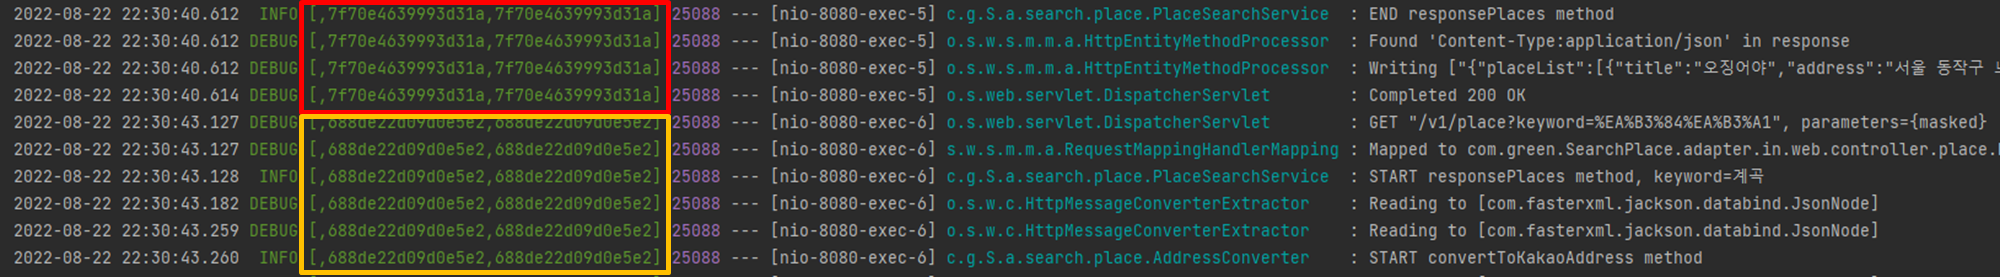 2022-08-22 22:30:40.612  INFO [,7f70e4639993d31a,7f70e4639993d31a] 25088 --- [nio-8080-exec-5] c.g.S.a.search.place.PlaceSearchService  : END responsePlaces method
2022-08-22 22:30:40.612 DEBUG [,7f70e4639993d31a,7f70e4639993d31a] 25088 --- [nio-8080-exec-5] o.s.w.s.m.m.a.HttpEntityMethodProcessor  : Found 'Content-Type:application/json' in response
2022-08-22 22:30:40.612 DEBUG [,7f70e4639993d31a,7f70e4639993d31a] 25088 --- [nio-8080-exec-5] o.s.w.s.m.m.a.HttpEntityMethodProcessor  : Writing ["{"placeList":[{"title":"오징어야","address":"서울 동작구
2022-08-22 22:30:40.614 DEBUG [,7f70e4639993d31a,7f70e4639993d31a] 25088 --- [nio-8080-exec-5] o.s.web.servlet.DispatcherServlet        : Completed 200 OK
2022-08-22 22:30:43.127 DEBUG [,688de22d09d0e5e2,688de22d09d0e5e2] 25088 --- [nio-8080-exec-6] o.s.web.servlet.DispatcherServlet        : GET "/v1/place?keyword=%EA%B3%84%EA%B3%A1", parameters={masked}
2022-08-22 22:30:43.127 DEBUG [,688de22d09d0e5e2,688de22d09d0e5e2] 25088 --- [nio-8080-exec-6] s.w.s.m.m.a.RequestMappingHandlerMapping : Mapped to com.green.SearchPlace.adapter.in.web.controller.place.
2022-08-22 22:30:43.128  INFO [,688de22d09d0e5e2,688de22d09d0e5e2] 25088 --- [nio-8080-exec-6] c.g.S.a.search.place.PlaceSearchService  : START responsePlaces method, keyword=계곡
2022-08-22 22:30:43.182 DEBUG [,688de22d09d0e5e2,688de22d09d0e5e2] 25088 --- [nio-8080-exec-6] o.s.w.c.HttpMessageConverterExtractor    : Reading to [com.fasterxml.jackson.databind.JsonNode]
2022-08-22 22:30:43.259 DEBUG [,688de22d09d0e5e2,688de22d09d0e5e2] 25088 --- [nio-8080-exec-6] o.s.w.c.HttpMessageConverterExtractor    : Reading to [com.fasterxml.jackson.databind.JsonNode]
2022-08-22 22:30:43.260  INFO [,688de22d09d0e5e2,688de22d09d0e5e2] 25088 --- [nio-8080-exec-6] c.g.S.a.search.place.AddressConverter    : START convertToKakaoAddress method